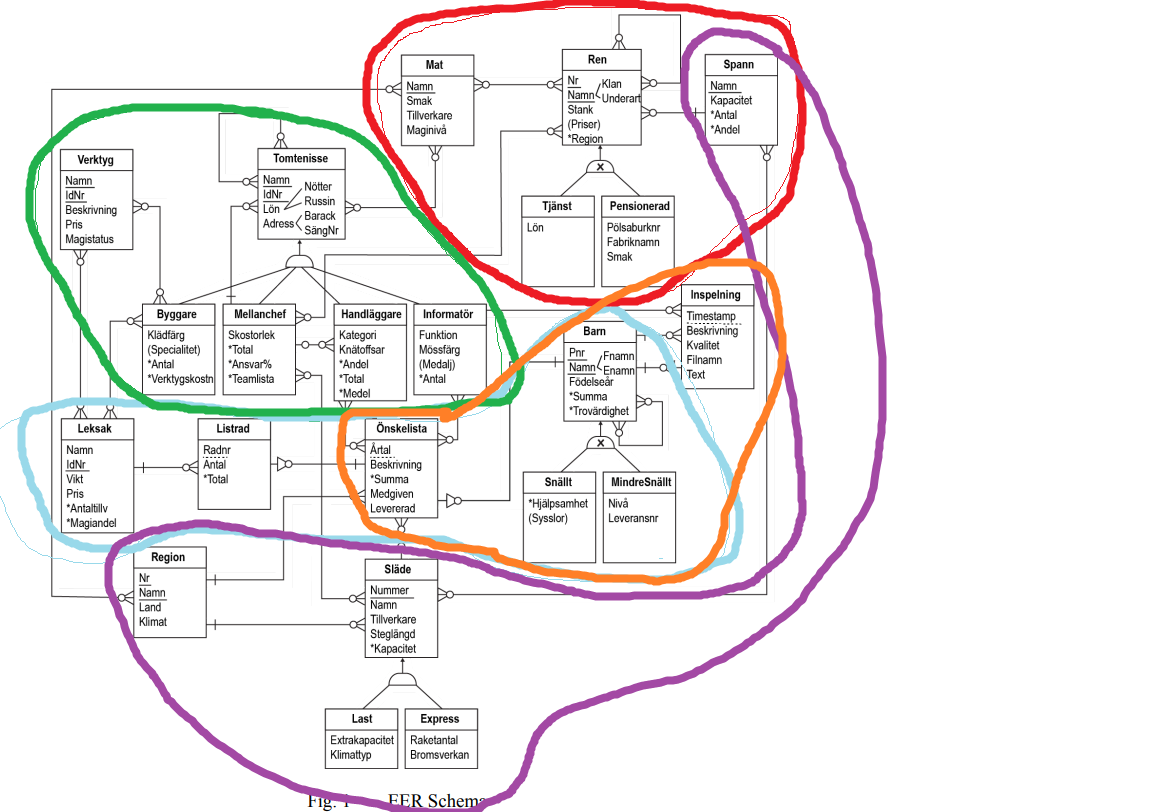 Mat
Namn
Smak
Tillverkare
Maginivå
Ren
Nr
Namn
Klan
Underart
Stank
(Priser)
*Region
Spann
Namn
Kapacitet
*Antal
*Andel
Tjänst
Lön
Pensionerad
Pölsaburknr
Fabriknamn
Smak
Verktyg
Namn
IdNr
Beskrivning
Pris
Magistatus
Tomtenisse
Namn
IdNr
Lön
Adress
Nötter
Russin
Barack
SängNr
Byggare
Klädfärg
(Specialitet)
*Antal
*Verktygskostn
Mellanchef
Skostorlek
*Total
*Ansvar%
*Teamlista
Handläggare
Kategori
Knätoffsar
*Andel
*Total
*Medel
Informatör
Funktion
Mössfärg
(Medalj)
*Antal
Barn
Pnr
Namn
Fnamn
Enamn
Födelseår
*Summa
*Trovärdighet
Inspelning
Timestamp
Beskrivning
Kvalitet
Filnamn
Text
Snällt
*Hjälpsamhet
(Sysslor)
MindreSnällt
Nivå
Leveransnr
Leksak
Namn
IdNr
Vikt
Pris
*Antaltillv
*Magiandel
Listrad
Radnr
Antal
*Total
Önskelista
Årtal
Beskrivning
*Summa
Medgiven
Levererad
Region
Nr
Namn
Land
Klimat
Släde
Nummer
Namn
Tillverkare
Steglängd
*Kapacitet
Last
Extrakapacitet
Klimattyp
Express
Raketantal
Bromsverkan
Fig. EER Schema